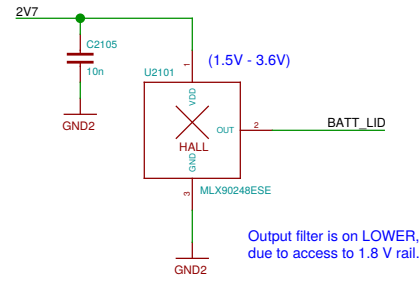 2V7
C2105
10n
GND2
U2101
(1.5V - 3.6V)
1
VDD
OUT
2
BATT_LID
HALL
GND
3
MLX90248ESE
GND2
Output filter is on LOWER,
due to access to 1.8 V rail.